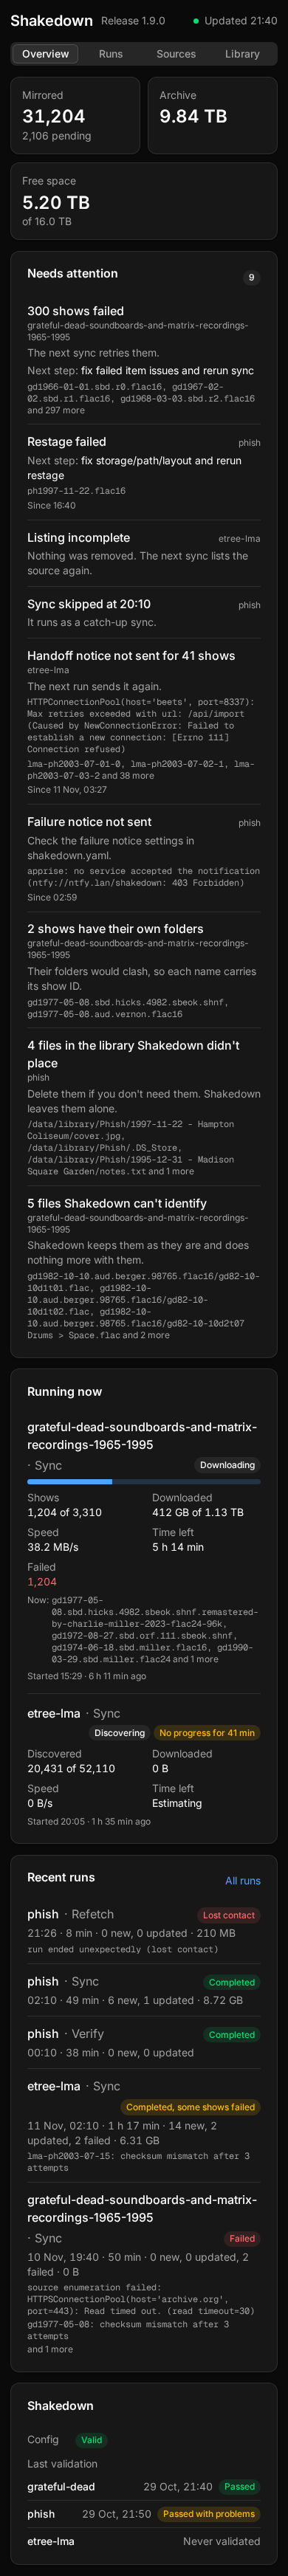 Shakedown Release 1.9.0 Updated 21:40
Overview Runs Sources Library
Mirrored
31,204
2,106 pending
Archive
9.84 TB
Free space
5.20 TB
of 16.0 TB
Needs attention 9
300 shows failed
grateful-dead-soundboards-and-matrix-recordings-
1965-1995
The next sync retries them.
Next step: fix failed item issues and rerun sync
gd1966-01-01.sbd.r0.flac16, gd1967-02-
02.sbd.r1.flac16, gd1968-03-03.sbd.r2.flac16
and 297 more
Restage failed phish
Next step: fix storage/path/layout and rerun
restage
ph1997-11-22.flac16
Since 16:40
Listing incomplete etree-lma
Nothing was removed. The next sync lists the
source again.
Sync skipped at 20:10 phish
It runs as a catch-up sync.
Handoff notice not sent for 41 shows
etree-lma
The next run sends it again.
HTTPConnectionPool(host='beets', port=8337):
Max retries exceeded with url: /api/import
(Caused by NewConnectionError: Failed to
establish a new connection: [Errno 111]
Connection refused)
lma-ph2003-07-01-0, lma-ph2003-07-02-1, lma-
ph2003-07-03-2 and 38 more
Since 11 Nov, 03:27
Failure notice not sent phish
Check the failure notice settings in
shakedown.yaml.
apprise: no service accepted the notification
(ntfy://ntfy.lan/shakedown: 403 Forbidden)
Since 02:59
2 shows have their own folders
grateful-dead-soundboards-and-matrix-recordings-
1965-1995
Their folders would clash, so each name carries
its show ID.
gd1977-05-08.sbd.hicks.4982.sbeok.shnf,
gd1977-05-08.aud.vernon.flac16
4 files in the library Shakedown didn't
place
phish
Delete them if you don't need them. Shakedown
leaves them alone.
/data/library/Phish/1997-11-22 - Hampton
Coliseum/cover.jpg,
/data/library/Phish/.DS_Store,
/data/library/Phish/1995-12-31 - Madison
Square Garden/notes.txt and 1 more
5 files Shakedown can't identify
grateful-dead-soundboards-and-matrix-recordings-
1965-1995
Shakedown keeps them as they are and does
nothing more with them.
gd1982-10-10.aud.berger.98765.flac16/gd82-10-
10d1t01.flac, gd1982-10-
10.aud.berger.98765.flac16/gd82-10-
10d1t02.flac, gd1982-10-
10.aud.berger.98765.flac16/gd82-10-10d2t07
Drums > Space.flac and 2 more
Running now
grateful-dead-soundboards-and-matrix-
recordings-1965-1995
· Sync Downloading
Shows Downloaded
1,204 of 3,310 412 GB of 1.13 TB
Speed Time left
38.2 MB/s 5 h 14 min
Failed
1,204
Now: gd1977-05-
08.sbd.hicks.4982.sbeok.shnf.remastered-
by-charlie-miller-2023-flac24-96k,
gd1972-08-27.sbd.orf.111.sbeok.shnf,
gd1974-06-18.sbd.miller.flac16, gd1990-
03-29.sbd.miller.flac24 and 1 more
Started 15:29 · 6 h 11 min ago
etree-lma · Sync
Discovering No progress for 41 min
Discovered Downloaded
20,431 of 52,110 0 B
Speed Time left
0 B/s Estimating
Started 20:05 · 1 h 35 min ago
Recent runs All runs
phish · Refetch Lost contact
21:26 · 8 min · 0 new, 0 updated · 210 MB
run ended unexpectedly (lost contact)
phish · Sync Completed
02:10 · 49 min · 6 new, 1 updated · 8.72 GB
phish · Verify Completed
00:10 · 38 min · 0 new, 0 updated
etree-lma · Sync
Completed, some shows failed
11 Nov, 02:10 · 1 h 17 min · 14 new, 2
updated, 2 failed · 6.31 GB
lma-ph2003-07-15: checksum mismatch after 3
attempts
grateful-dead-soundboards-and-matrix-
recordings-1965-1995
· Sync Failed
10 Nov, 19:40 · 50 min · 0 new, 0 updated, 2
failed · 0 B
source enumeration failed:
HTTPSConnectionPool(host='archive.org',
port=443): Read timed out. (read timeout=30)
gd1977-05-08: checksum mismatch after 3
attempts
and 1 more
Shakedown
Config Valid
Last validation
grateful-dead 29 Oct, 21:40 Passed
phish 29 Oct, 21:50 Passed with problems
etree-lma Never validated